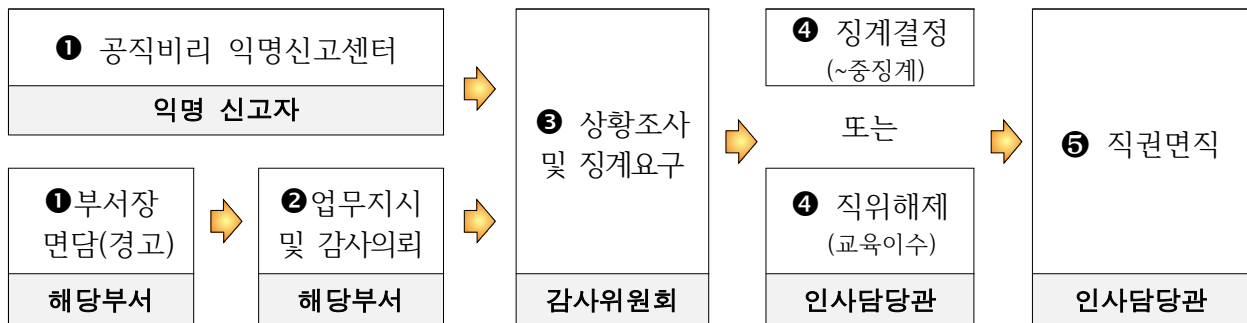 ❶ 공직비리 익명신고센터
익명 신고자
❶부서장
면담(경고)
해당부서
❷업무지시
및 감사의뢰
해당부서
❸ 상황조사
및 징계요구
감사위원회
❹ 징계결정
(~중징계)
또는
❹ 직위해제
(교육이수)
인사담당관
❺ 직권면직
인사담당관